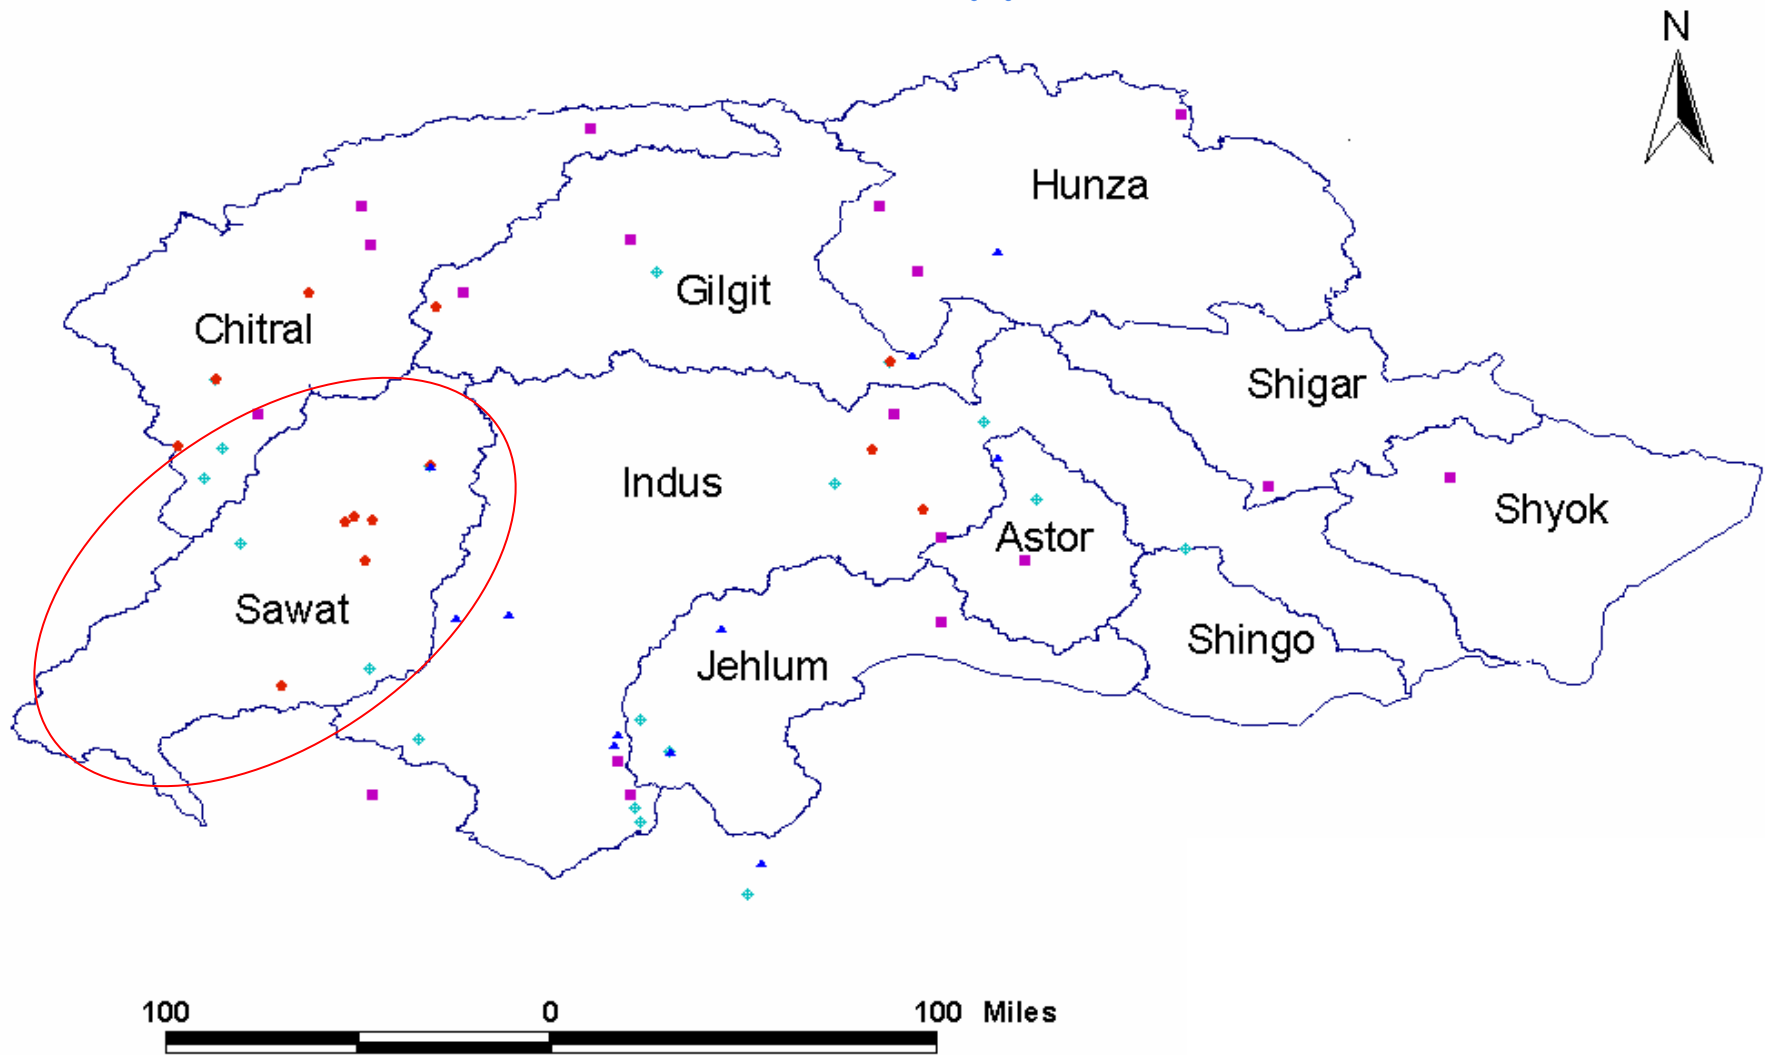 N
Hunza
Gilgit
Chitral
Shigar
Indus
Shyok
Astor
Sawat
Shingo
Jehlum
100 0 100 Miles